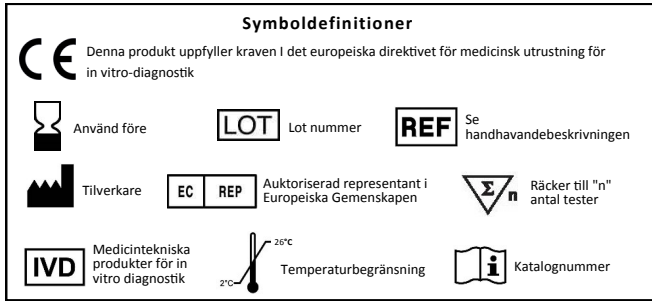 Symboldefinitioner
CE Denna produkt uppfyller kraven I det europeiska direktivet för medicinsk utrustning för
in vitro-diagnostik
Använd före
LOT Lot nummer
REF Se
handhavandebeskrivningen
Tilverkare
EC REP Auktoriserad representant i
Europeiska Gemenskapen
Σ/n Räcker till "n"
antal tester
IVD Medicintekniska
produkter för in
vitro diagnostik
26°C
2°C
Temperaturbegränsning
i Katalognummer